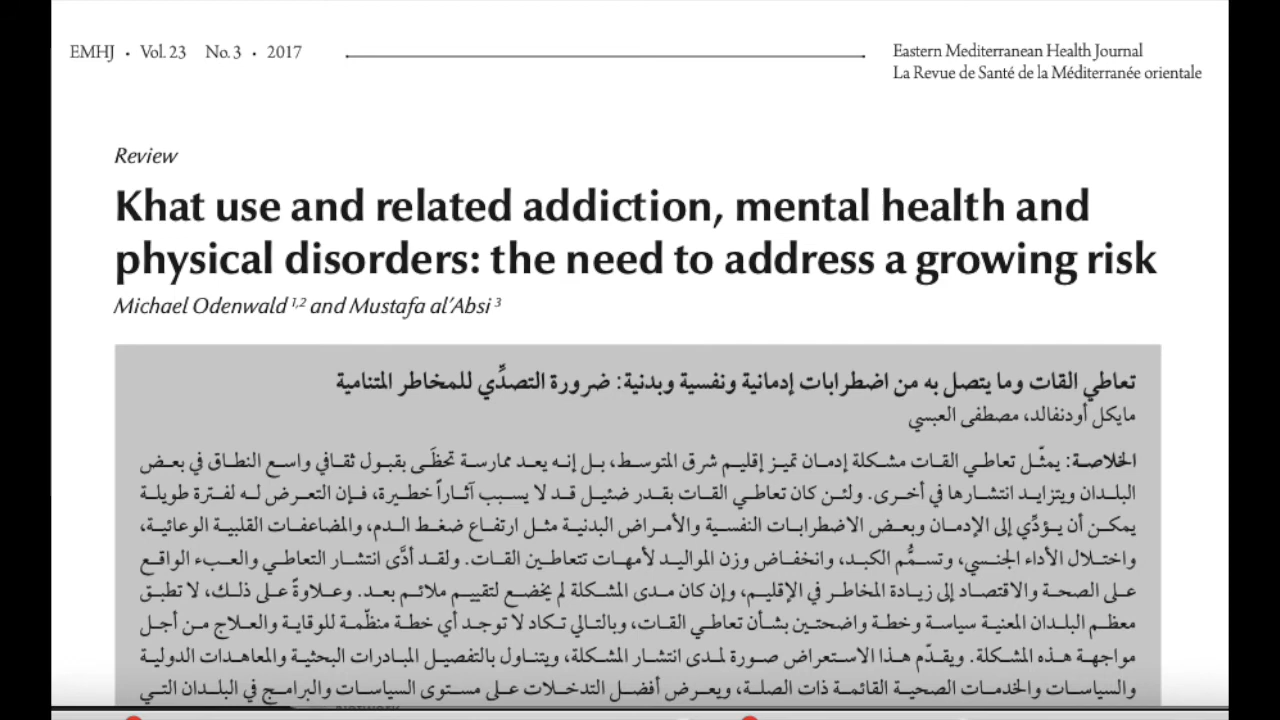 EMHJ • Vol. 23 No. 3 • 2017
Eastern Mediterranean Health Journal
La Revue de Santé de la Méditerranée orientale
Review
Khat use and related addiction, mental health and
physical disorders: the need to address a growing risk
Michael Odenwald 1,2 and Mustafa al’Absi 3
تعاطي القات وما يتصل به من اضطرابات إدمانية ونفسية وبدنية: ضرورة التصدِّي للمخاطر المتنامية
مايكل أودنفالد، مصطفى العبسي
الخلاصة: يمثّل تعاطي القات مشكلة إدمان تميز إقليم شرق المتوسط، بل إنه يعد ممارسة تحظَى بقبول ثقافي واسع النطاق في بعض
البلدان ويتزايد انتشارها في أخرى. ولئن كان تعاطي القات بقدر ضئيل قد لا يسبب آثاراً خطيرة، فإن التعرض له لفترة طويلة
يمكن أن يؤدِّي إلى الإدمان وبعض الاضطرابات النفسية والأمراض البدنية مثل ارتفاع ضغط الدم، والمضاعفات القلبية الوعائية،
واختلال الأداء الجنسي، وتسمُّم الكبد، وانخفاض وزن المواليد لأمهات تتعاطين القات. ولقد أدَّى انتشار التعاطي والعبء الواقع
على الصحة والاقتصاد إلى زيادة المخاطر في الإقليم، وإن كان مدى المشكلة لم يخضع لتقييم ملائم بعد. وعلاوةً على ذلك، لا تطبق
معظم البلدان المعنية سياسة وخطة واضحتين بشأن تعاطي القات، وبالتالي تكاد لا توجد أي خطة منظّمة للوقاية والعلاج من أجل
مواجهة هذه المشكلة. ويقدّم هذا الاستعراض صورة لمدى انتشار المشكلة، ويتناول بالتفصيل المبادرات البحثية والمعاهدات الدولية
والسياسات والخدمات الصحية القائمة ذات الصلة، ويعرض أفضل التدخلات على مستوى السياسات والبرامج في البلدان التي